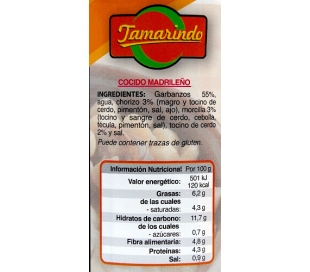 Tamarindo
COCIDO MADRILEÑO
INGREDIENTES: Garbanzos 55%,
agua, chorizo 3% (magro y tocino de
cerdo, pimentón, sal, ajo), morcilla 3%
(tocino y sangre de cerdo, cebolla,
fécula, pimentón, sal), tocino de cerdo
2% y sal.
Puede contener trazas de gluten.
Información Nutricional Por 100 g
Valor energético: 501 kJ
120 kcal
Grasas: 6,2 g
de las cuales
- saturadas: 4,3 g
Hidratos de carbono: 11,7 g
de los cuales
- azúcares: 0,7 g
Fibra alimentaria: 4,8 g
Proteínas: 4,3 g
Sal: 0,9 g